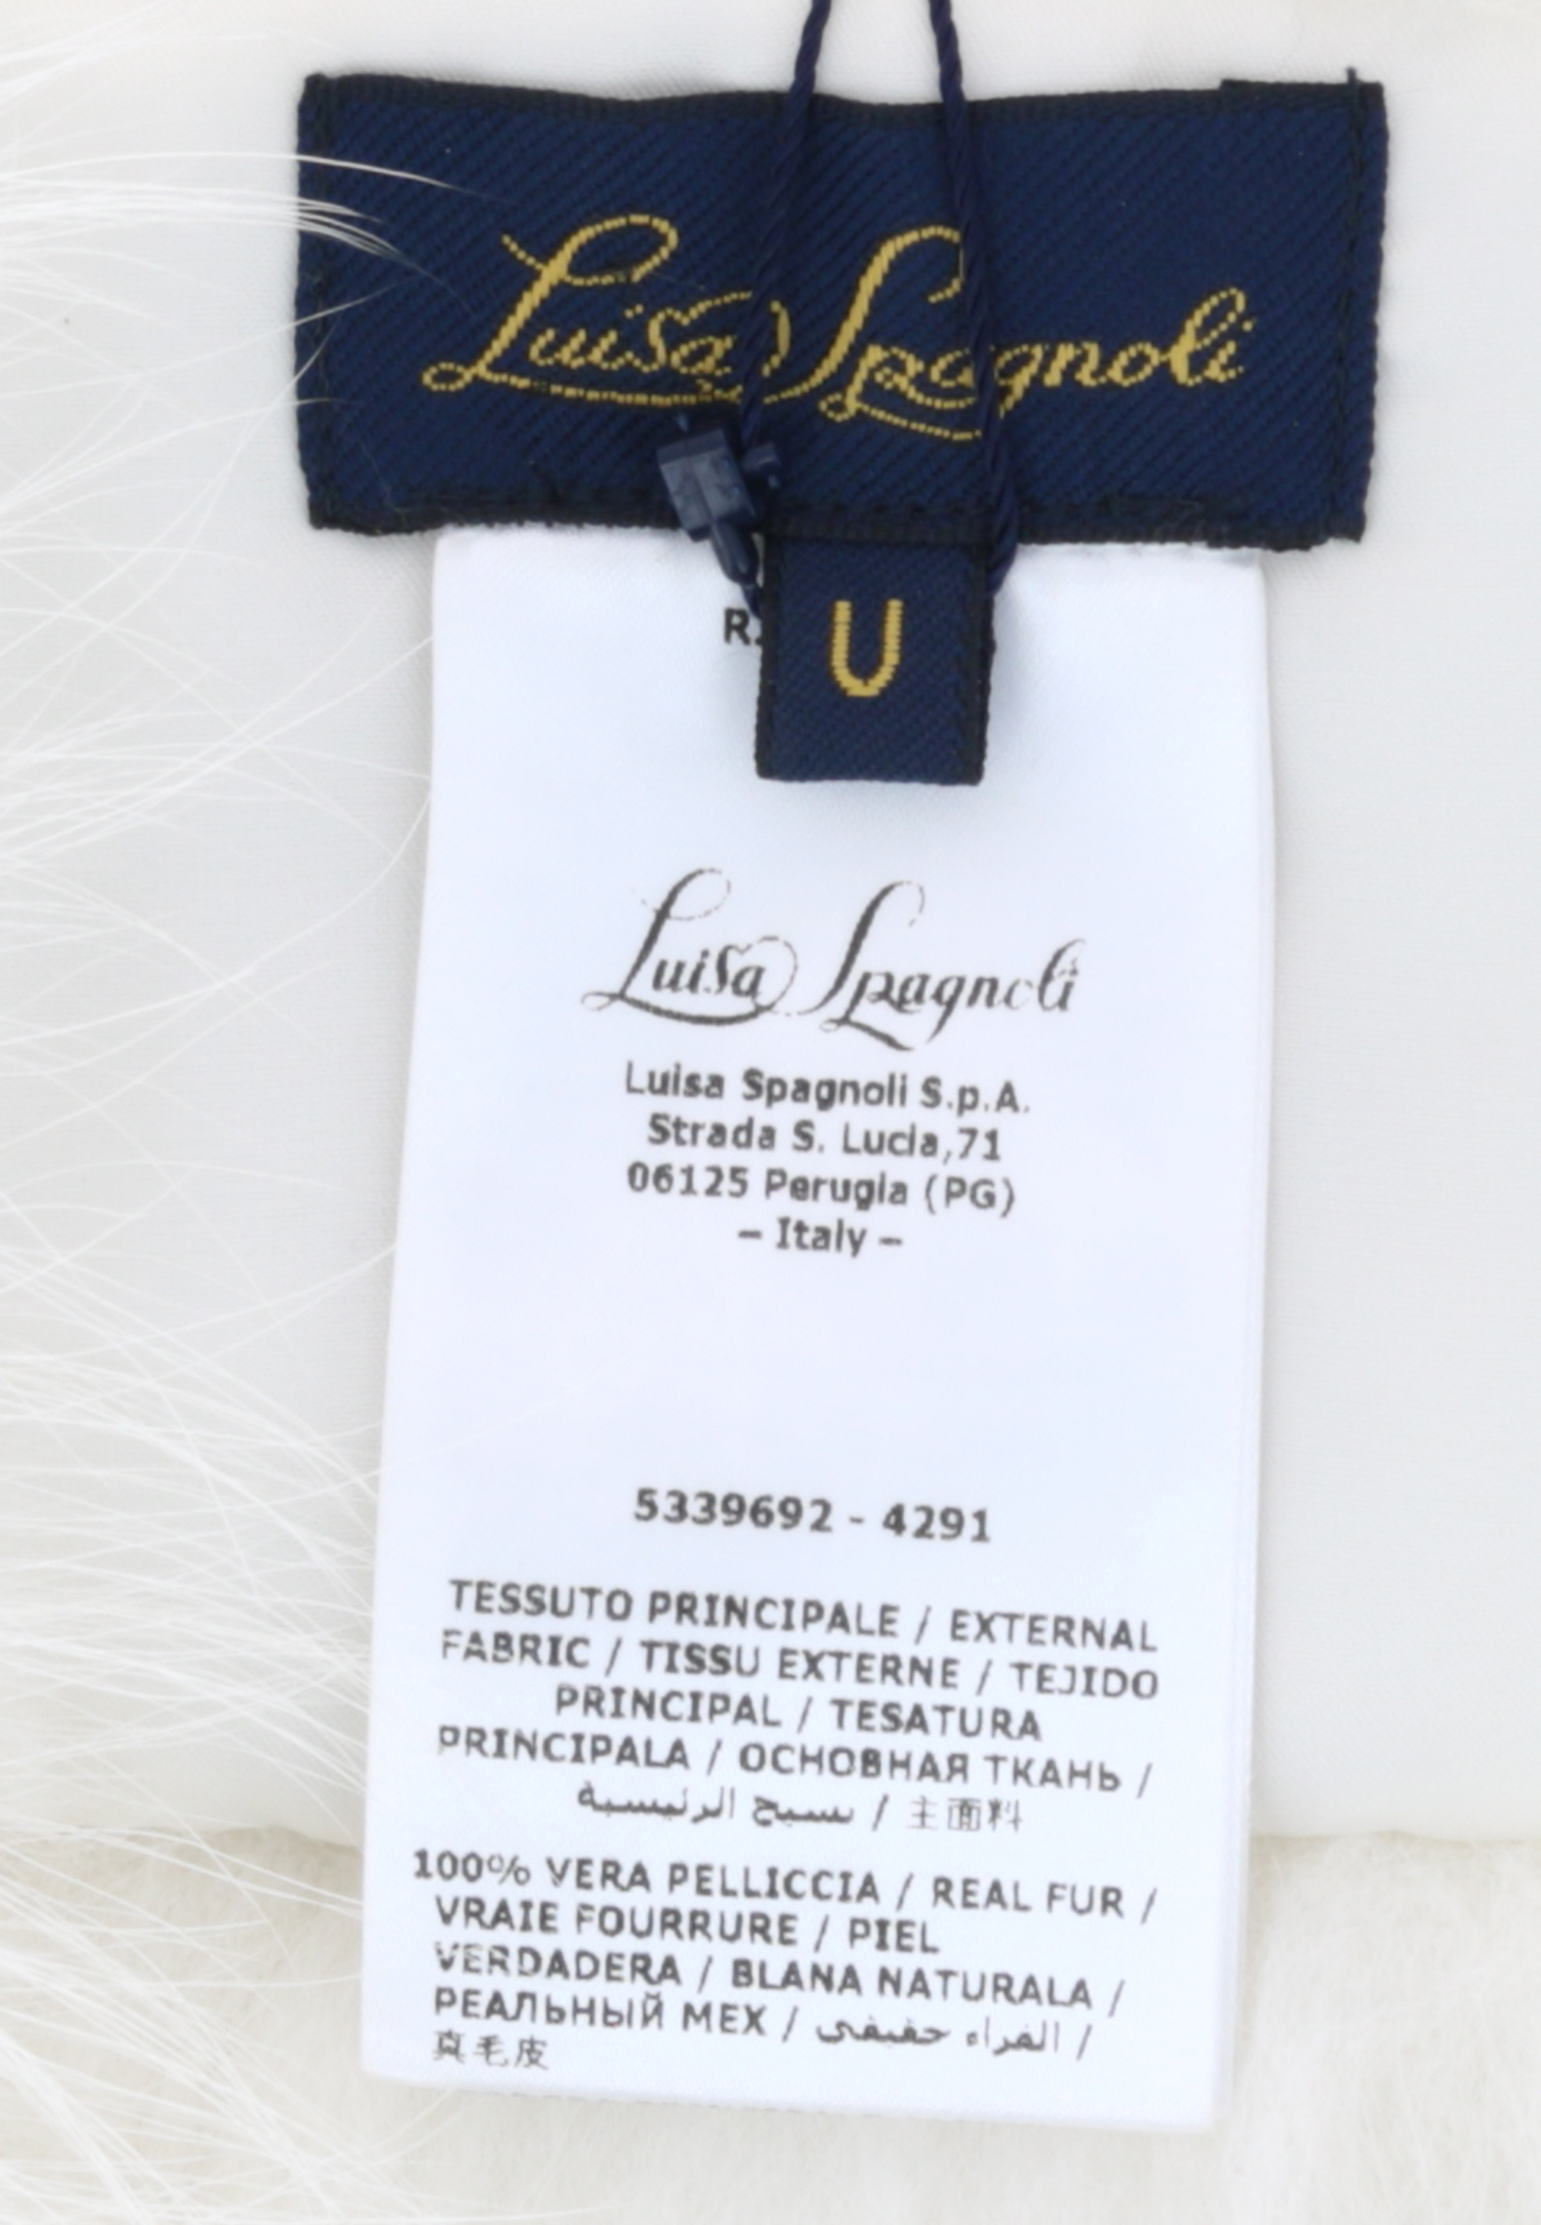 Luisa Spagnoli
U
Luisa Spagnoli
Luisa Spagnoli S.p.A.
Strada S. Lucia,71
06125 Perugia (PG)
– Italy –
5339692 - 4291
TESSUTO PRINCIPALE / EXTERNAL
FABRIC / TISSU EXTERNE / TEJIDO
PRINCIPAL / TESATURA
PRINCIPALA / ОСНОВНАЯ ТКАНЬ /
نسيج الرئيسية / 主面料
100% VERA PELLICCIA / REAL FUR /
VRAIE FOURRURE / PIEL
VERDADERA / BLANA NATURALA /
РЕАЛЬНЫЙ МЕХ / الفراء حقيقى /
真毛皮